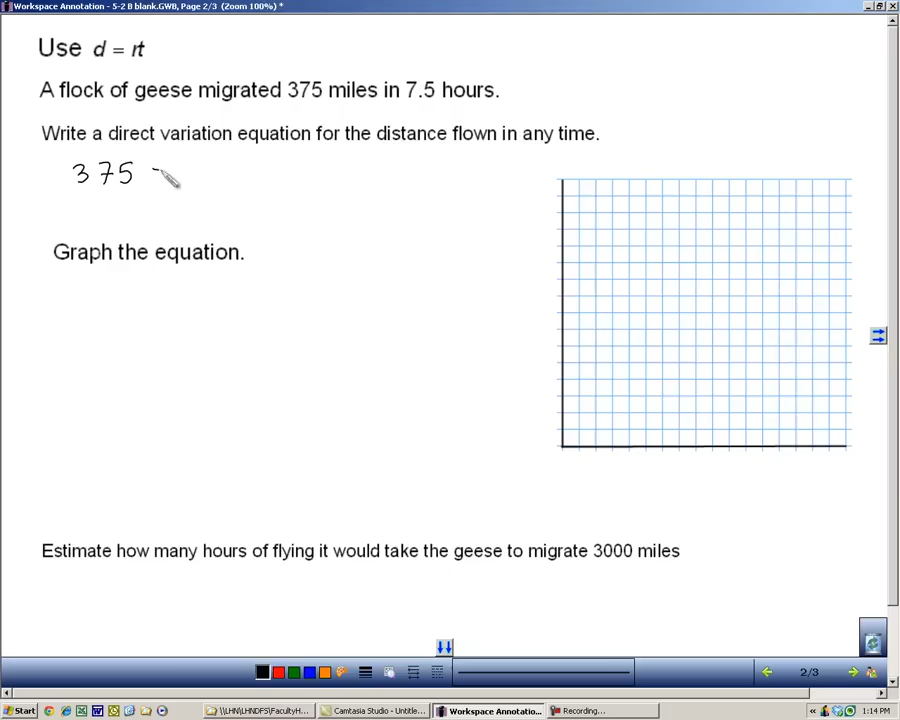 Workspace Annotation - 5-2 B blank.GWB, Page 2/3 (Zoom 100%) *
Use d = rt
A flock of geese migrated 375 miles in 7.5 hours.
Write a direct variation equation for the distance flown in any time.
375
Graph the equation.
Estimate how many hours of flying it would take the geese to migrate 3000 miles
2/3
Start
\\LHN\LHNDFS\FacultyH...
Camtasia Studio - Untitle...
Workspace Annotatio...
Recording...
1:14 PM